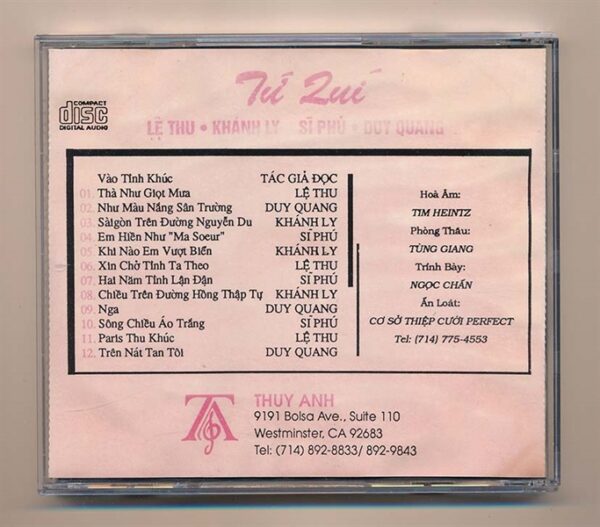 Tứ Quí
COMPACT
disc
DIGITAL AUDIO
LỆ THU • KHÁNH LY SĨ PHÚ • DUY QUANG
Vào Tình Khúc TÁC GIẢ ĐỌC
01. Thà Như Giọt Mưa LỆ THU
02. Như Màu Nắng Sân Trường DUY QUANG
03. Sàigòn Trên Đường Nguyễn Du KHÁNH LY
04. Em Hiền Như "Ma Soeur" SĨ PHÚ
05. Khi Nào Em Vượt Biển KHÁNH LY
06. Xin Chở Tình Ta Theo LỆ THU
07. Hai Năm Tình Lận Đận SĨ PHÚ
08. Chiều Trên Đường Hồng Thập Tự KHÁNH LY
09. Nga DUY QUANG
10. Sông Chiều Áo Trắng SĨ PHÚ
11. Paris Thu Khúc LỆ THU
12. Trên Nát Tan Tôi DUY QUANG
Hoà Âm:
TIM HEINTZ
Phòng Thâu:
TÙNG GIANG
Trình Bày:
NGỌC CHẤN
Ấn Loát:
CƠ SỞ THIỆP CƯỚI PERFECT
Tel: (714) 775-4553
TA
THUY ANH
9191 Bolsa Ave., Suite 110
Westminster, CA 92683
Tel: (714) 892-8833/ 892-9843